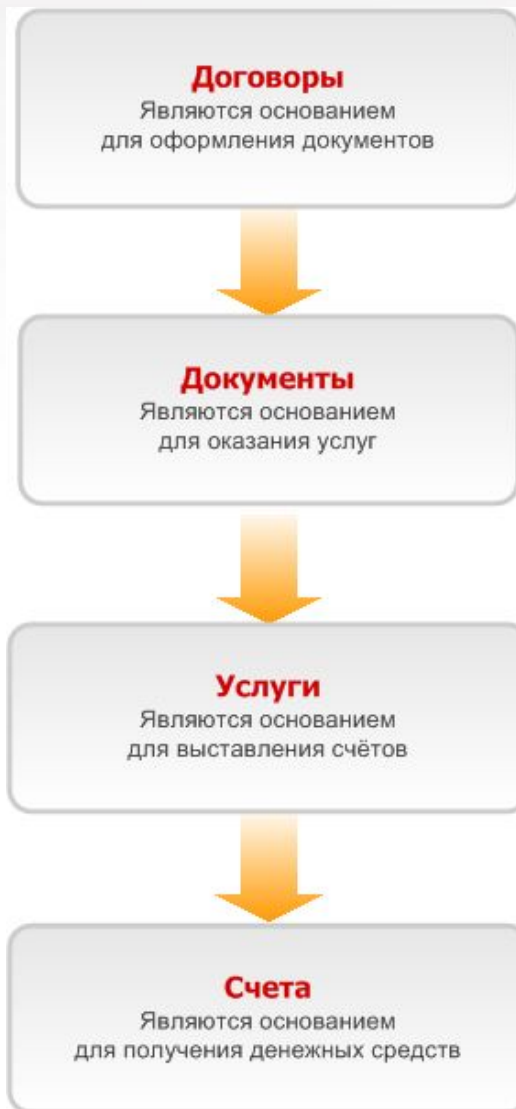 Договоры
Являются основанием
для оформления документов
Документы
Являются основанием
для оказания услуг
Услуги
Являются основанием
для выставления счётов
Счета
Являются основанием
для получения денежных средств